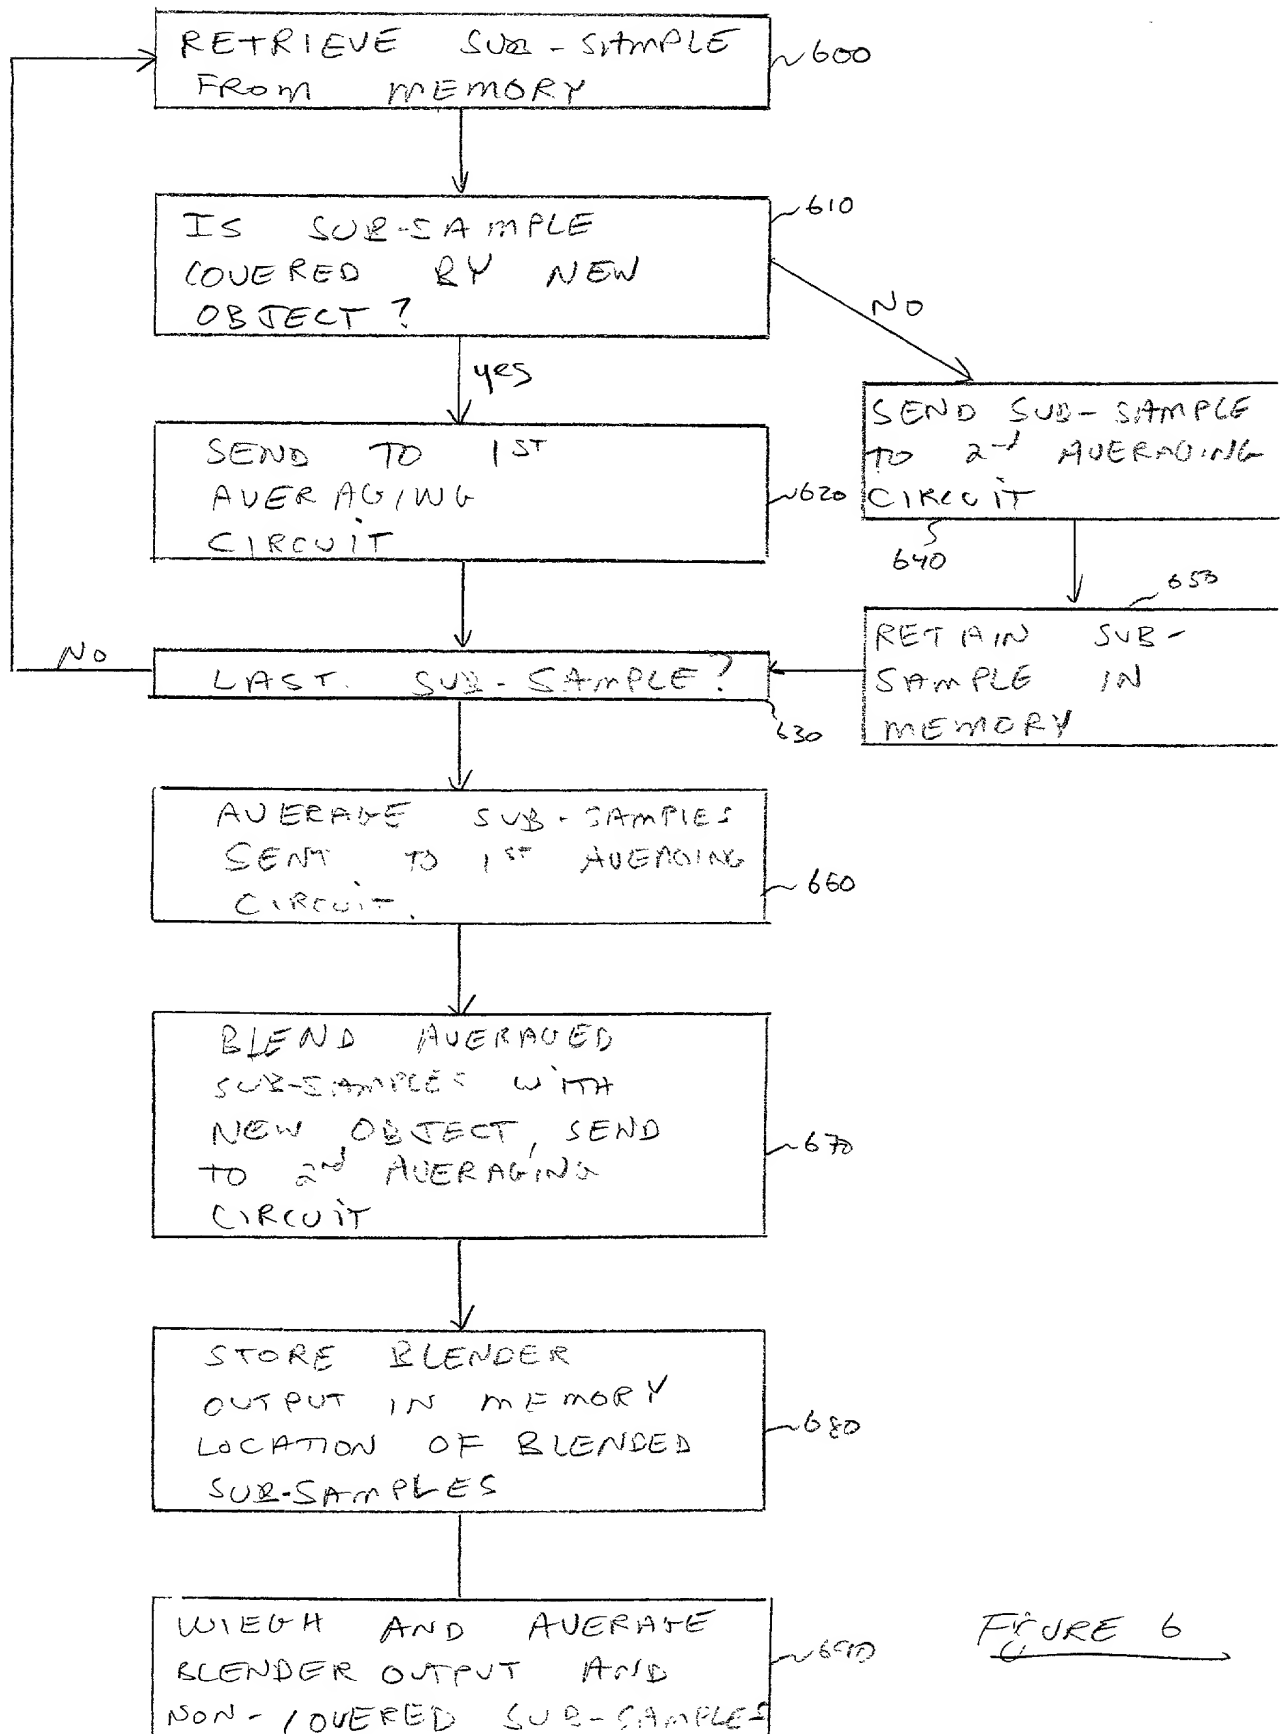 RETRIEVE SUB-SAMPLE
FROM MEMORY
~600
IS SUB-SAMPLE
COVERED BY NEW
OBJECT?
~610
NO
yes
SEND TO 1ST
AVERAGING
CIRCUIT
~620
SEND SUB-SAMPLE
TO 2nd AVERAGING
CIRCUIT
640
650
RETAIN SUB-
SAMPLE IN
MEMORY
NO
LAST SUB-SAMPLE?
630
AVERAGE SUB-SAMPLES
SENT TO 1ST AVERAGING
CIRCUIT.
~660
BLEND AVERAGED
SUB-SAMPLES WITH
NEW OBJECT, SEND
TO 2nd AVERAGING
CIRCUIT
~670
STORE BLENDER
OUTPUT IN MEMORY
LOCATION OF BLENDED
SUB-SAMPLES
~680
WIEGH AND AVERAGE
BLENDER OUTPUT AND
NON-COVERED SUB-SAMPLES
~690
FIGURE 6